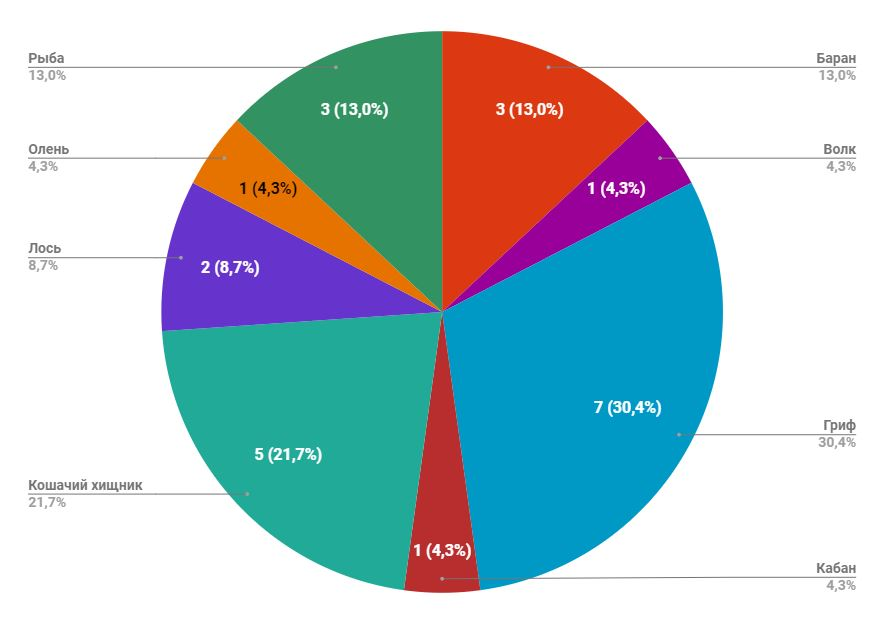 Рыба
13,0%
Олень
4,3%
Лось
8,7%
Кошачий хищник
21,7%
3 (13,0%)
3 (13,0%)
1 (4,3%)
1 (4,3%)
2 (8,7%)
7 (30,4%)
5 (21,7%)
1 (4,3%)
Баран
13,0%
Волк
4,3%
Гриф
30,4%
Кабан
4,3%